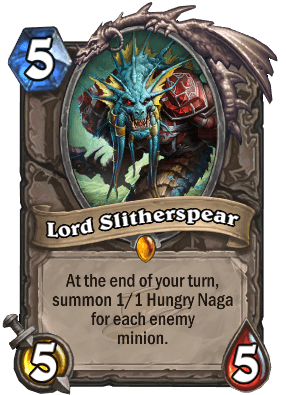 5
Lord Slitherspear
At the end of your turn,
summon 1/1 Hungry Naga
for each enemy
minion.
5
5